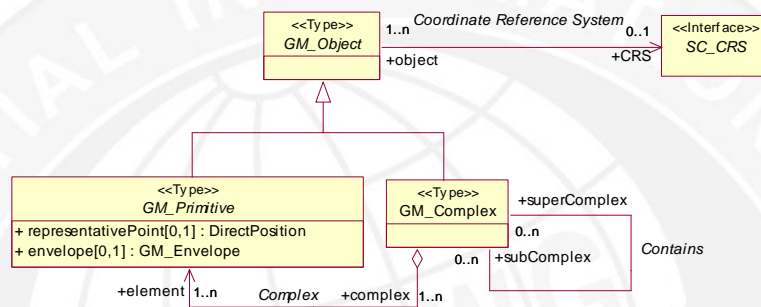 <<Type>>
GM_Object
1..n
Coordinate Reference System
0..1
+object
+CRS
<<Interface>>
SC_CRS
<<Type>>
GM_Primitive
+ representativePoint[0,1] : DirectPosition
+ envelope[0,1] : GM_Envelope
<<Type>>
GM_Complex
+superComplex
0..n
0..n
+subComplex
Contains
+element
1..n
Complex
+complex
1..n